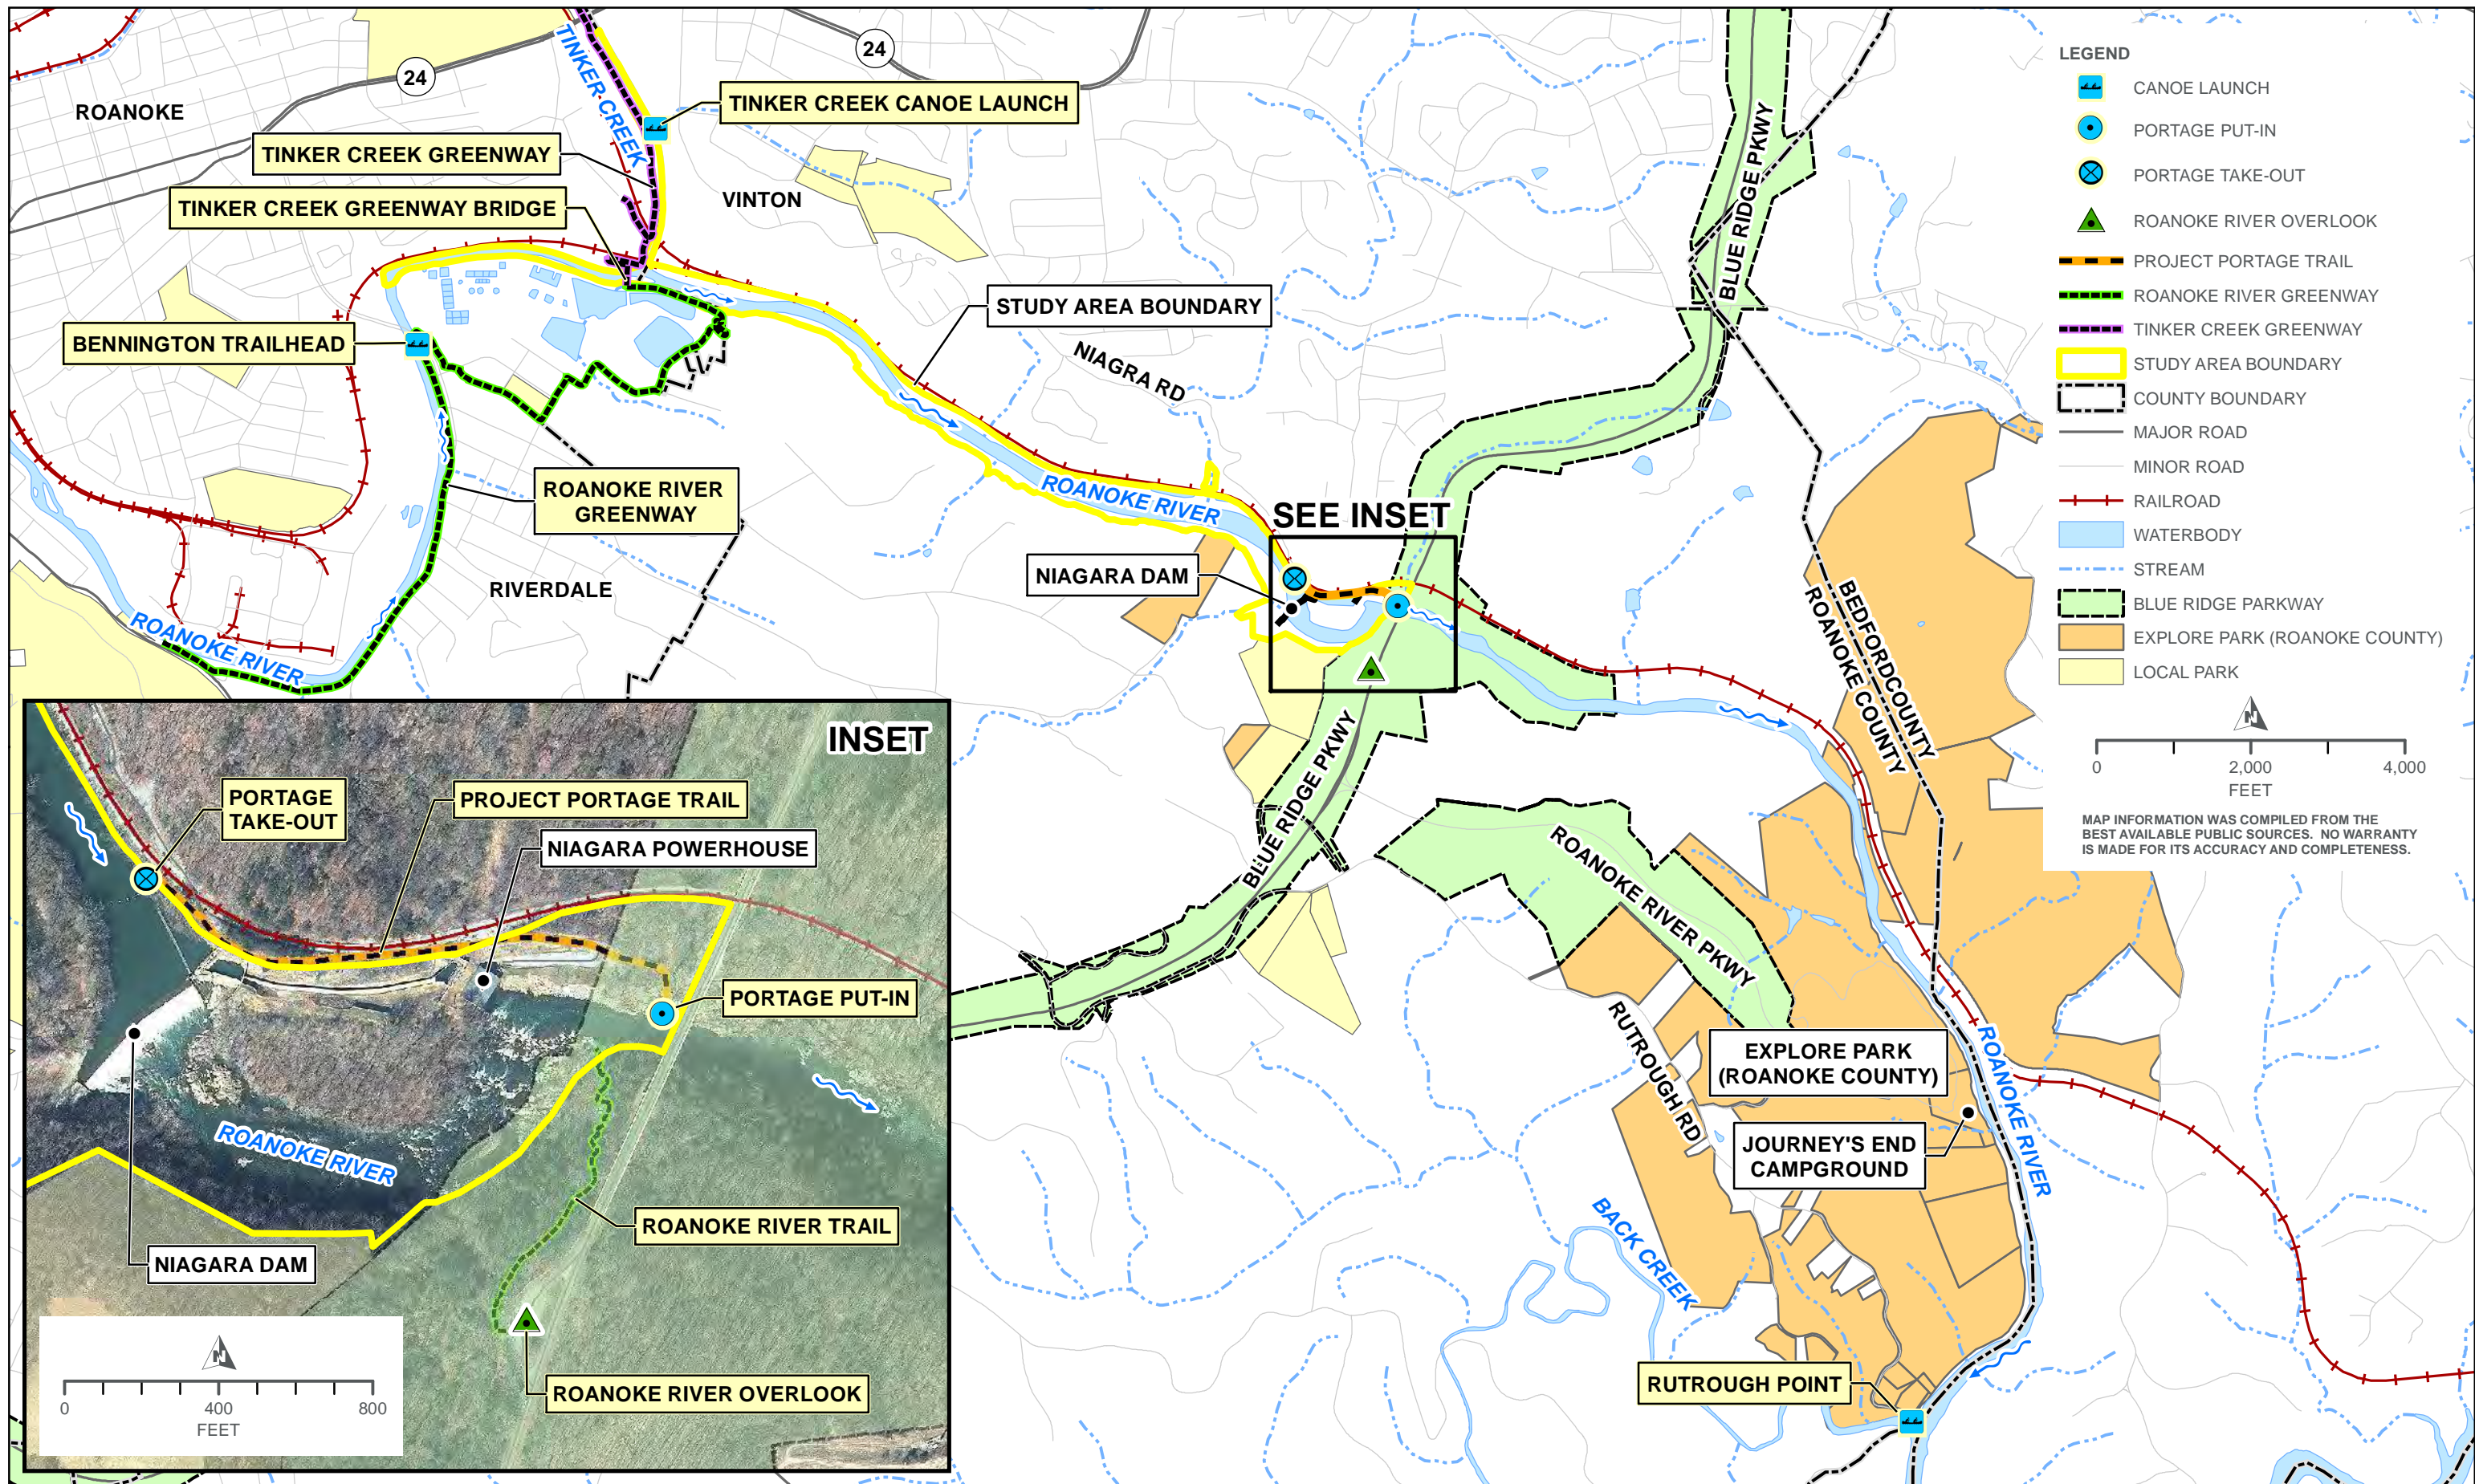 24
24
ROANOKE
TINKER CREEK
TINKER CREEK CANOE LAUNCH
TINKER CREEK GREENWAY
TINKER CREEK GREENWAY BRIDGE
VINTON
BLUE RIDGE PKWY
STUDY AREA BOUNDARY
BENNINGTON TRAILHEAD
NIAGRA RD
ROANOKE RIVER
GREENWAY
ROANOKE RIVER
SEE INSET
NIAGARA DAM
RIVERDALE
ROANOKE RIVER
BEDFORDCOUNTY
ROANOKE COUNTY
BLUE RIDGE PKWY
ROANOKE RIVER PKWY
RUTROUGH RD
EXPLORE PARK
(ROANOKE COUNTY)
ROANOKE RIVER
JOURNEY'S END
CAMPGROUND
BACK CREEK
RUTROUGH POINT
LEGEND
CANOE LAUNCH
PORTAGE PUT-IN
PORTAGE TAKE-OUT
ROANOKE RIVER OVERLOOK
PROJECT PORTAGE TRAIL
ROANOKE RIVER GREENWAY
TINKER CREEK GREENWAY
STUDY AREA BOUNDARY
COUNTY BOUNDARY
MAJOR ROAD
MINOR ROAD
RAILROAD
WATERBODY
STREAM
BLUE RIDGE PARKWAY
EXPLORE PARK (ROANOKE COUNTY)
LOCAL PARK
N
0 2,000 4,000
FEET
MAP INFORMATION WAS COMPILED FROM THE
BEST AVAILABLE PUBLIC SOURCES. NO WARRANTY
IS MADE FOR ITS ACCURACY AND COMPLETENESS.
INSET
PORTAGE
TAKE-OUT
PROJECT PORTAGE TRAIL
NIAGARA POWERHOUSE
PORTAGE PUT-IN
ROANOKE RIVER
ROANOKE RIVER TRAIL
NIAGARA DAM
ROANOKE RIVER OVERLOOK
N
0 400 800
FEET